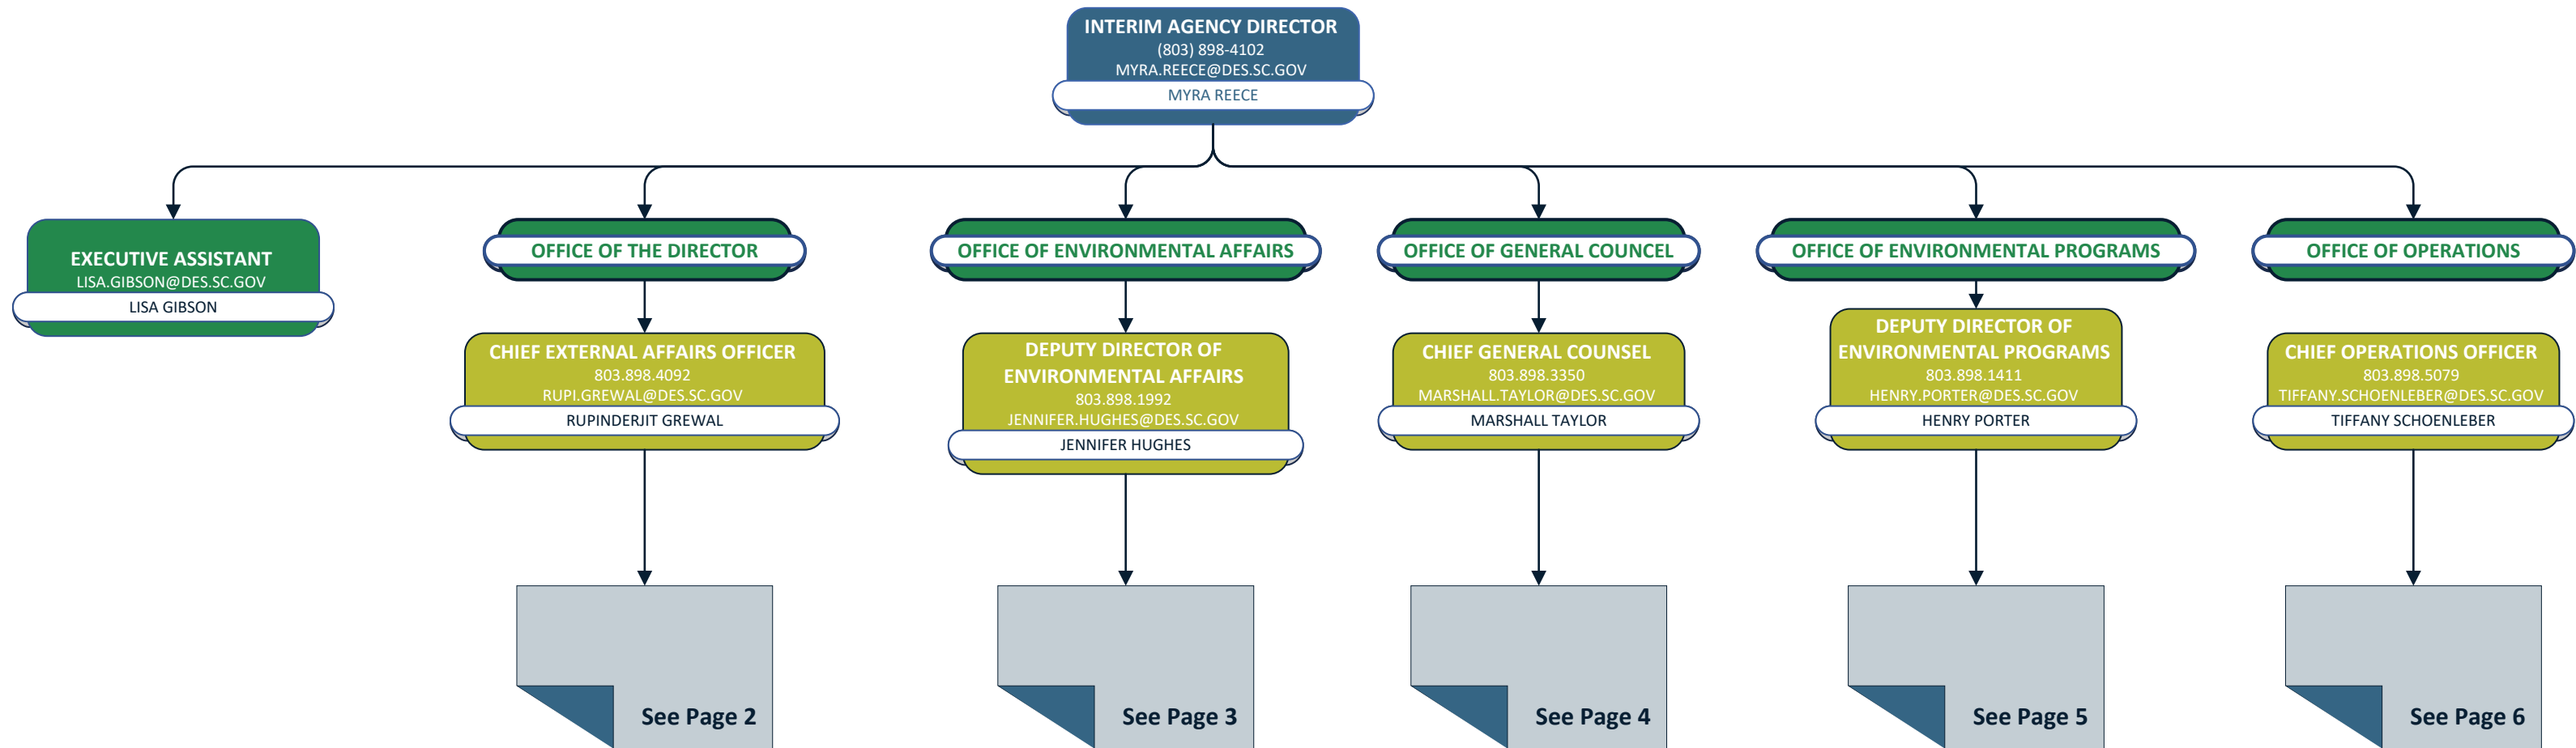 INTERIM AGENCY DIRECTOR
(803) 898-4102
MYRA.REECE@DES.SC.GOV
MYRA REECE
EXECUTIVE ASSISTANT
LISA.GIBSON@DES.SC.GOV
LISA GIBSON
OFFICE OF THE DIRECTOR
CHIEF EXTERNAL AFFAIRS OFFICER
803.898.4092
RUPI.GREWAL@DES.SC.GOV
RUPINDERJIT GREWAL
See Page 2
OFFICE OF ENVIRONMENTAL AFFAIRS
DEPUTY DIRECTOR OF
ENVIRONMENTAL AFFAIRS
803.898.1992
JENNIFER.HUGHES@DES.SC.GOV
JENNIFER HUGHES
See Page 3
OFFICE OF GENERAL COUNCEL
CHIEF GENERAL COUNSEL
803.898.3350
MARSHALL.TAYLOR@DES.SC.GOV
MARSHALL TAYLOR
See Page 4
OFFICE OF ENVIRONMENTAL PROGRAMS
DEPUTY DIRECTOR OF
ENVIRONMENTAL PROGRAMS
803.898.1411
HENRY.PORTER@DES.SC.GOV
HENRY PORTER
See Page 5
OFFICE OF OPERATIONS
CHIEF OPERATIONS OFFICER
803.898.5079
TIFFANY.SCHOENLEBER@DES.SC.GOV
TIFFANY SCHOENLEBER
See Page 6